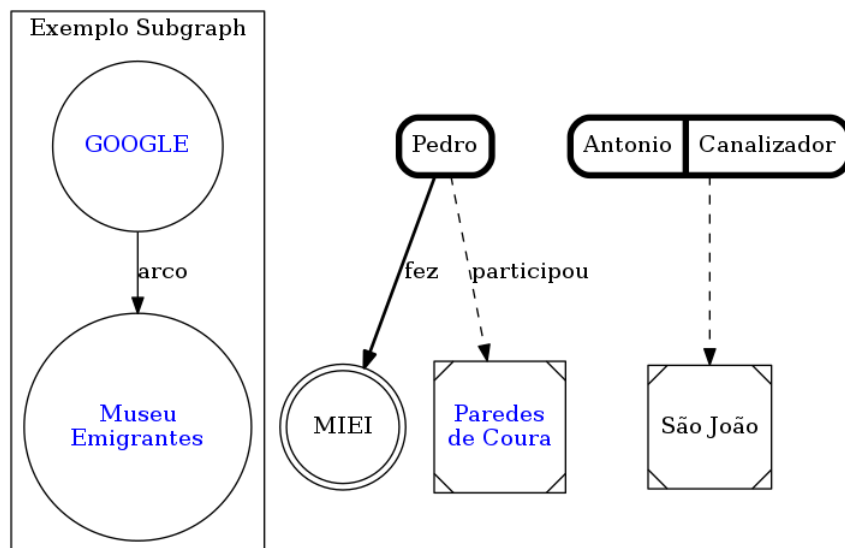 Exemplo Subgraph
GOOGLE
arco
Museu
Emigrantes
Pedro
fez
participou
MIEI
Paredes
de Coura
Antonio
Canalizador
São João